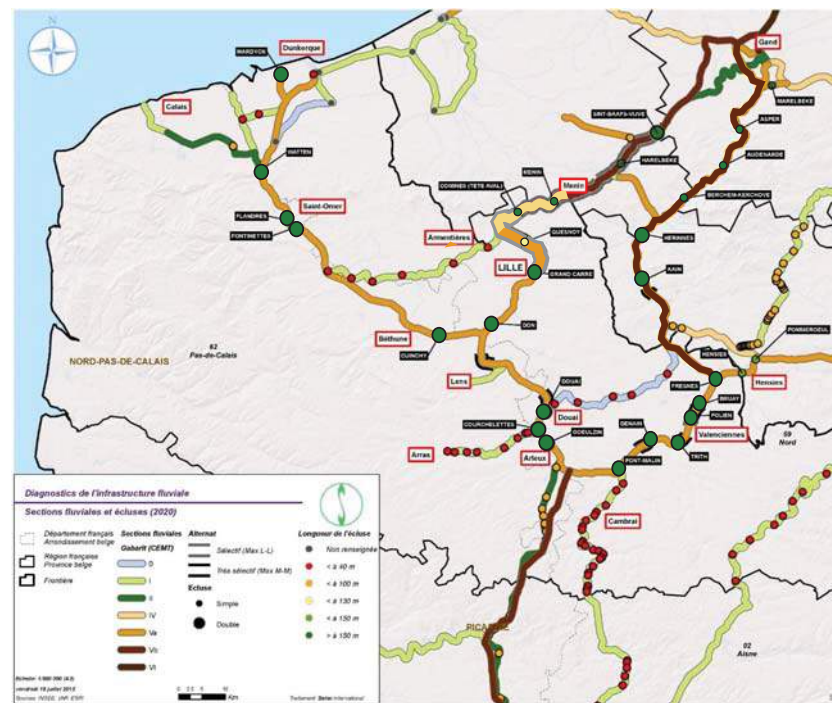 N
Dunkerque
MARDYCK
Gand
Calais
MARELBEKE
SINT-BAAFS-VIJVE
ASPER
WATTEN
HARELBEKE
AUDENARDE
MENIN
Menin
COMINES (TETE AVAL)
BERCHEM-KERCHOVE
Saint-Omer
FLANDRES
FONTINETTES
Armentières
QUESNOY
HERINNES
LILLE
GRAND CARRE
KAIN
DON
Béthune
CUINCHY
62
Pas-de-Calais
NORD-PAS-DE-CALAIS
POMMEROEUL
HENSIES
Lens
DOUAI
FRESNES
Hensies
BRUAY
Douai
COURCHELETTES
FOLIEN
DENAIN
GOEULZIN
Valenciennes
59
Nord
Arras
Arleux
TRITH
PONT-MALIN
Cambrai
02
Aisne
Diagnostics de l'infrastructure fluviale
Sections fluviales et écluses (2020)
Département français
Arrondissement belge
Région française
Province belge
Frontière
Sections fluviales
Gabarit (CEMT)
0
I
II
IV
Va
Vb
VI
Alternat
Sélectif (Max L-L)
Très sélectif (Max M-M)
Ecluse
Simple
Double
Longueur de l'écluse
Non renseignée
< à 40 m
< à 100 m
< à 130 m
< à 150 m
> à 150 m
Km